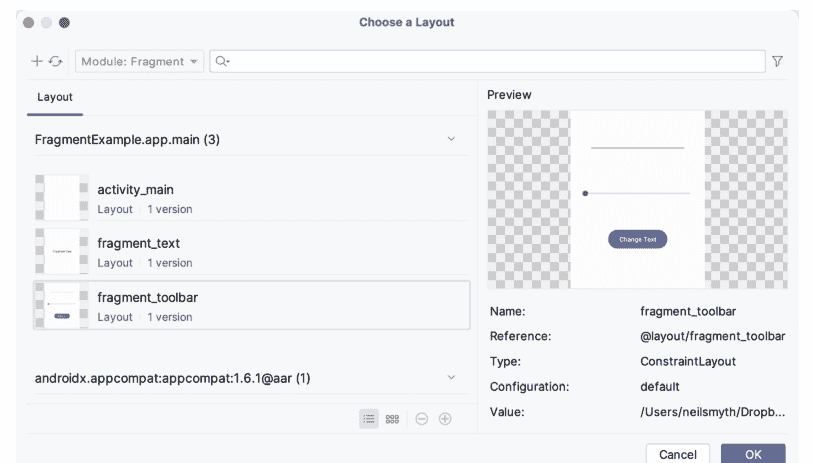 Choose a Layout
Module: Fragment
Layout
Preview
FragmentExample.app.main (3)
activity_main
Layout 1 version
fragment_text
Layout 1 version
fragment_toolbar
Layout 1 version
androidx.appcompat:appcompat:1.6.1@aar (1)
Change Text
Name: fragment_toolbar
Reference: @layout/fragment_toolbar
Type: ConstraintLayout
Configuration: default
Value: /Users/neilsmyth/Dropb...
Cancel OK